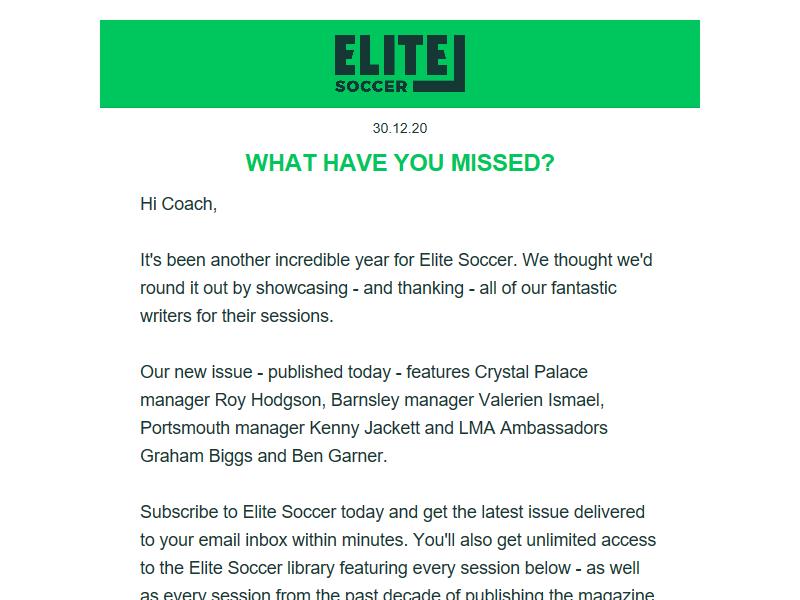 ELITE
SOCCER
30.12.20
WHAT HAVE YOU MISSED?
Hi Coach,
It's been another incredible year for Elite Soccer. We thought we'd
round it out by showcasing - and thanking - all of our fantastic
writers for their sessions.
Our new issue - published today - features Crystal Palace
manager Roy Hodgson, Barnsley manager Valerien Ismael,
Portsmouth manager Kenny Jackett and LMA Ambassadors
Graham Biggs and Ben Garner.
Subscribe to Elite Soccer today and get the latest issue delivered
to your email inbox within minutes. You'll also get unlimited access
to the Elite Soccer library featuring every session below - as well
as every session from the past decade of publishing the magazine